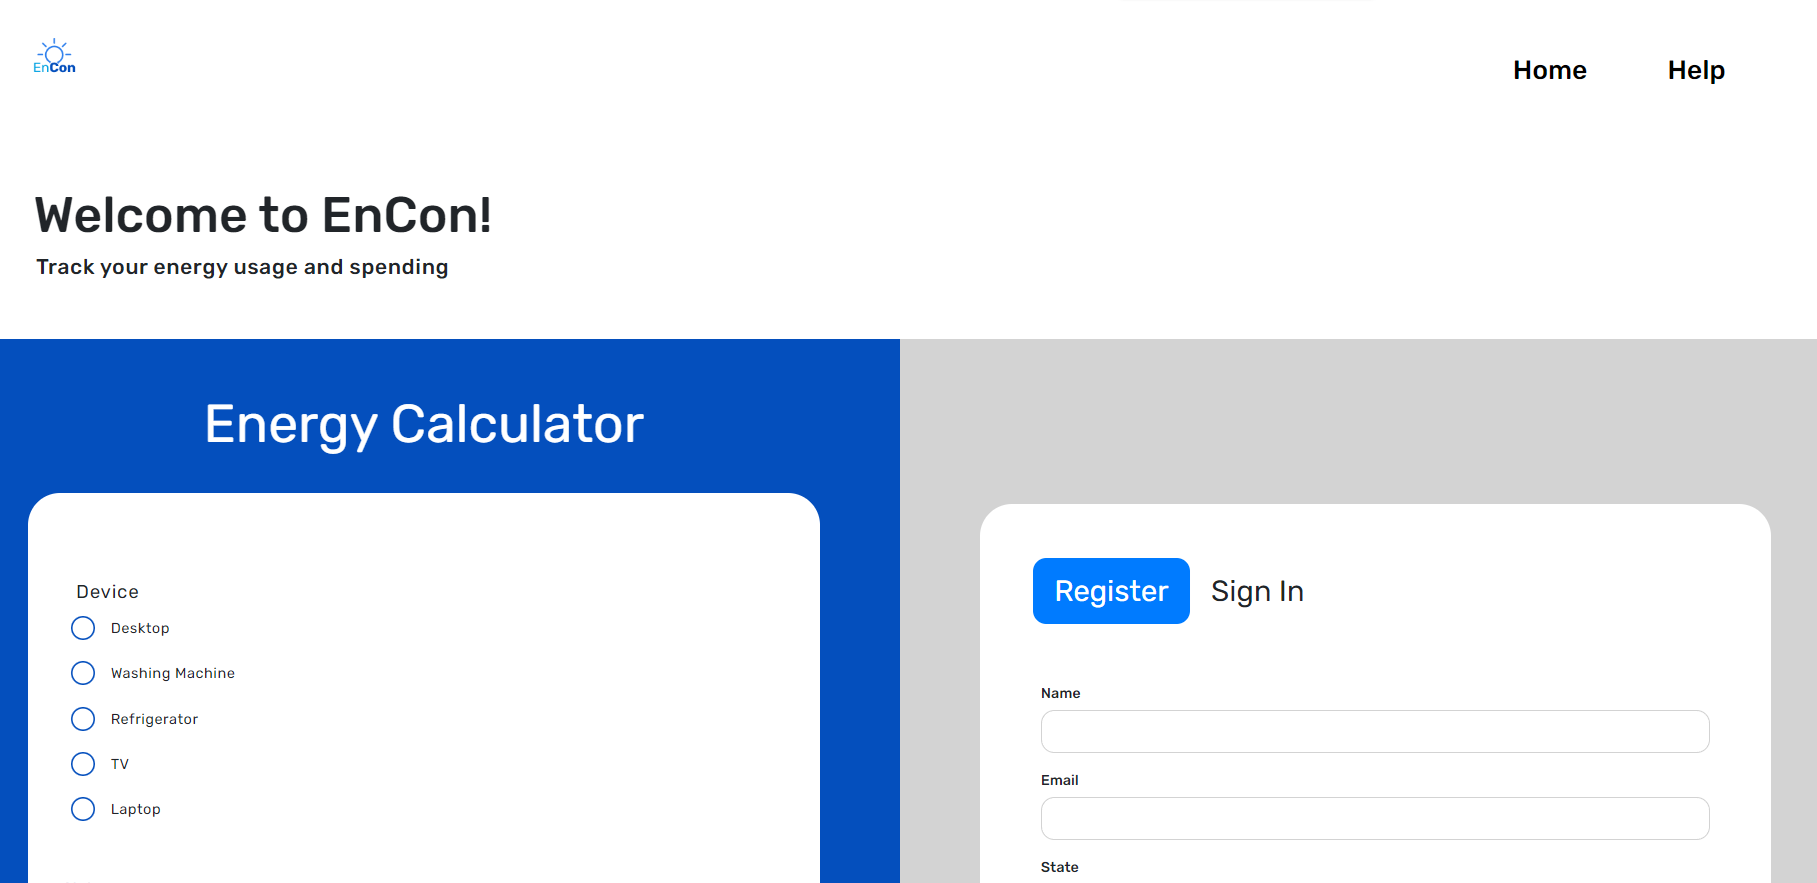 EnCon
Home
Help
Welcome to EnCon!
Track your energy usage and spending
Energy Calculator
Device
Desktop
Washing Machine
Refrigerator
TV
Laptop
Register
Sign In
Name
Email
State